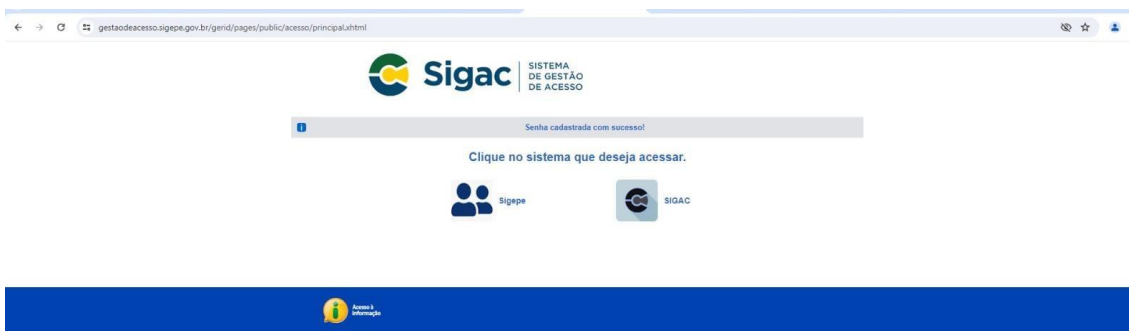 gestaodeacesso.sigepe.gov.br/gerid/pages/public/acesso/principal.xhtml
Sigac
SISTEMA
DE GESTÃO
DE ACESSO
Senha cadastrada com sucesso!
Clique no sistema que deseja acessar.
Sigepe
SIGAC
Acesso à
Informação